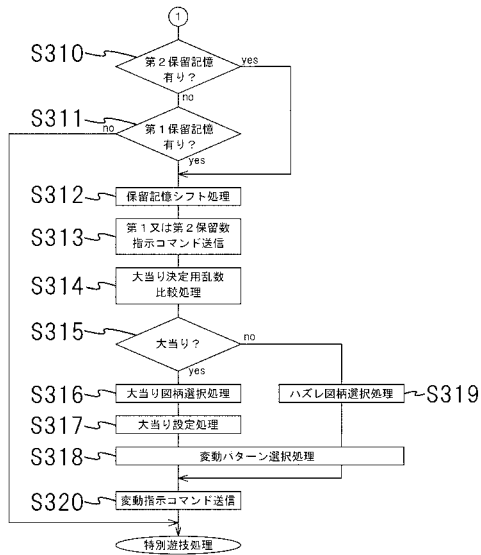 1
S310
第2保留記憶
有り?
yes
no
S311
第1保留記憶
有り?
no
yes
S312
保留記憶シフト処理
S313
第1又は第2保留数
指示コマンド送信
S314
大当り決定用乱数
比較処理
S315
大当り?
no
yes
S316
大当り図柄選択処理
ハズレ図柄選択処理
S319
S317
大当り設定処理
S318
変動パターン選択処理
S320
変動指示コマンド送信
特別遊技処理